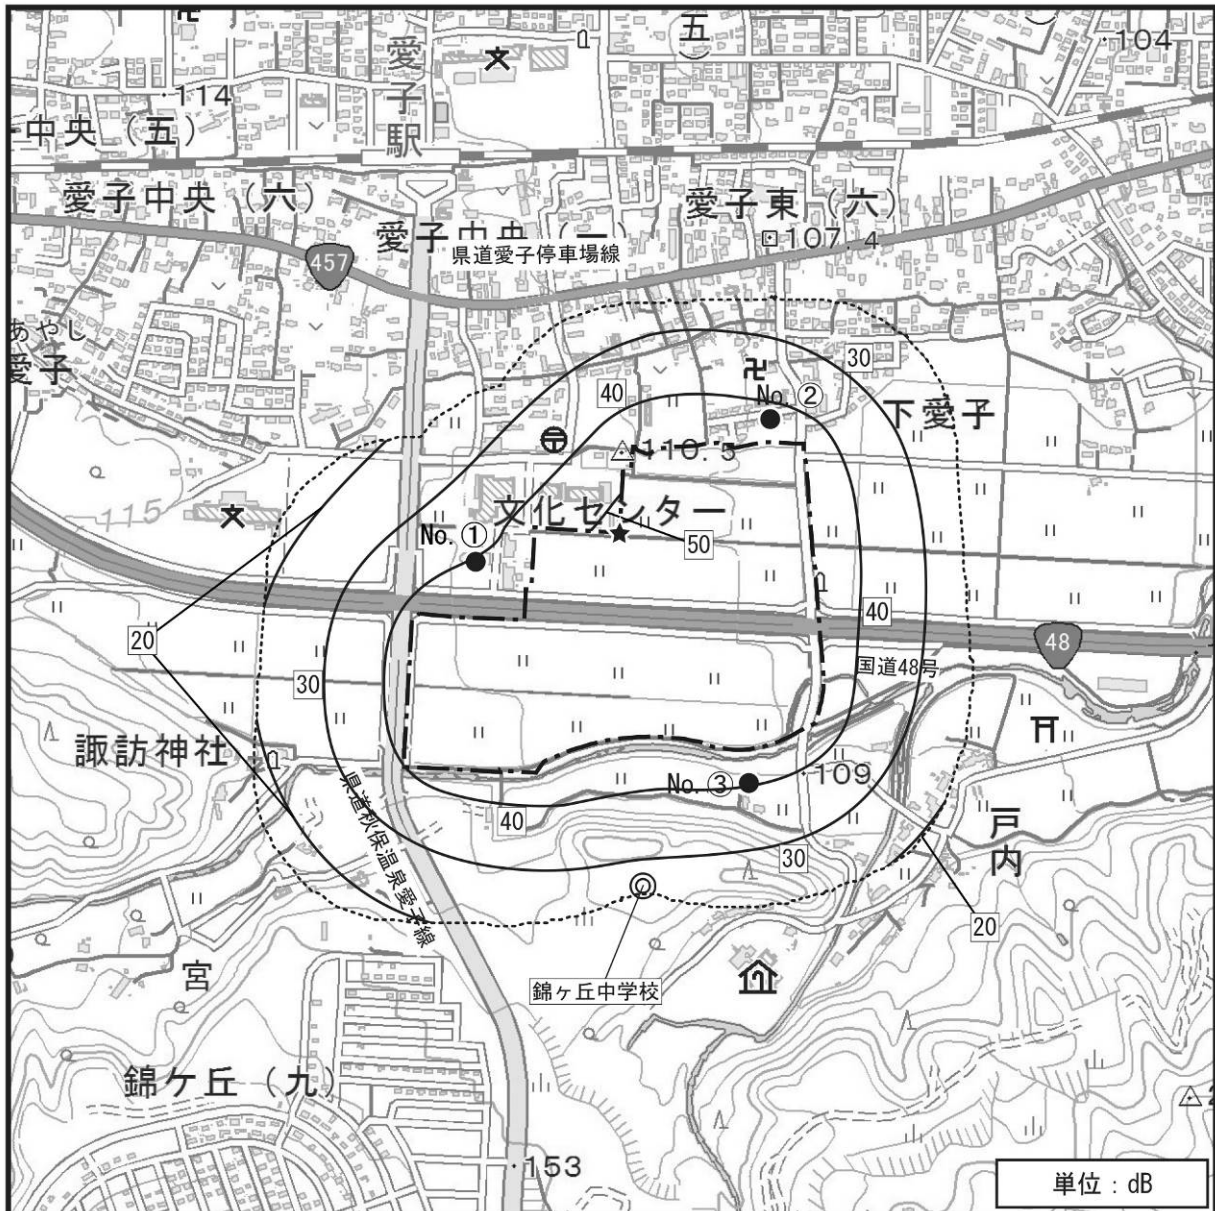 五
104
愛子駅
114
中央（五）
愛子中央（六）
愛子東（六）
愛子中央（一）
107.4
県道愛子停車場線
457
あやし
愛子
30
No. ②
40
下愛子
110.5
115
文化センター
No. ①
50
20
40
48
国道48号
30
諏訪神社
No. ③
109
40
県道秋保温泉愛子線
戸内
30
20
宮
錦ヶ丘中学校
錦ケ丘（九）
153
単位：dB